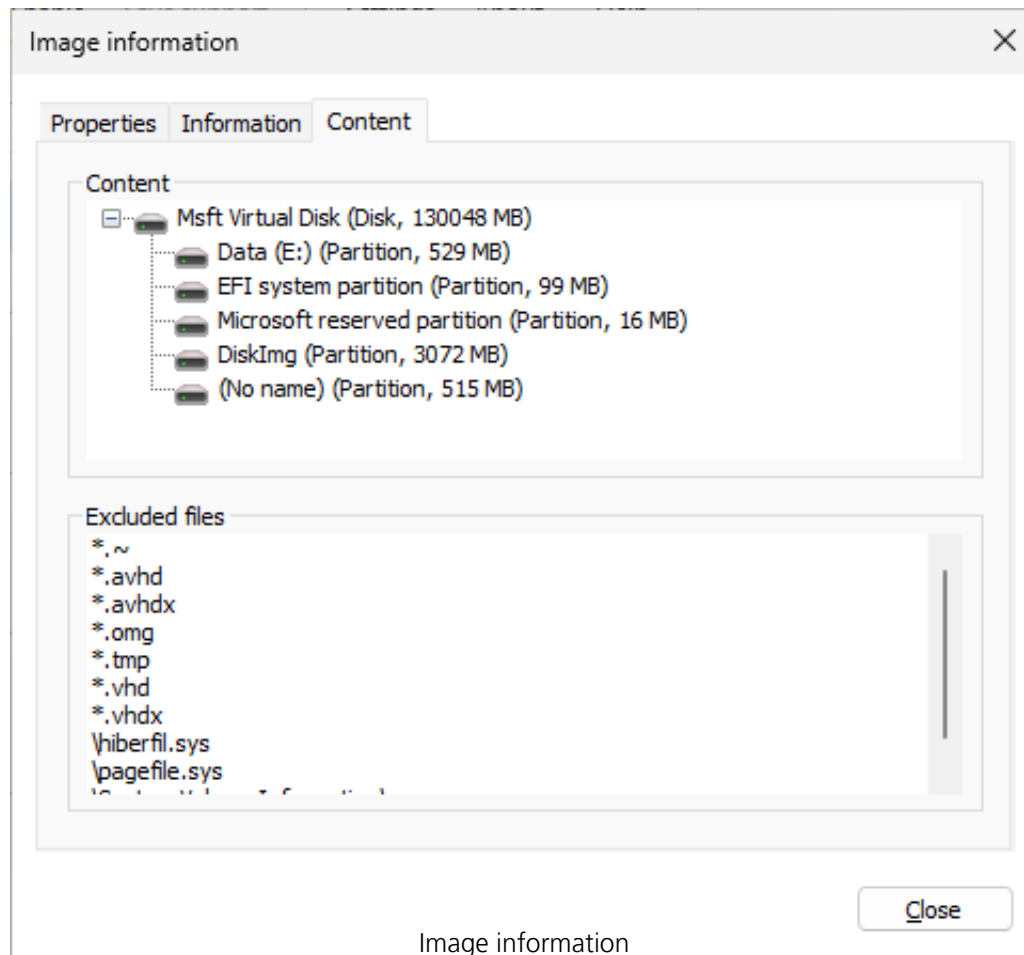 Image information
Properties Information Content
Content
Msft Virtual Disk (Disk, 130048 MB)
Data (E:) (Partition, 529 MB)
EFI system partition (Partition, 99 MB)
Microsoft reserved partition (Partition, 16 MB)
DiskImg (Partition, 3072 MB)
(No name) (Partition, 515 MB)
Excluded files
*.~
*.avhd
*.avhdx
*.omg
*.tmp
*.vhd
*.vhdx
\hiberfil.sys
\pagefile.sys
Close
Image information